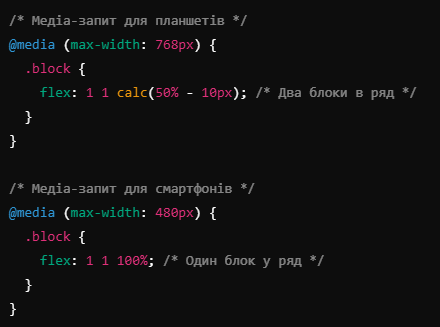 /* Медіа-запит для планшетів */
@media (max-width: 768px) {
  .block {
    flex: 1 1 calc(50% - 10px); /* Два блоки в ряд */
  }
}

/* Медіа-запит для смартфонів */
@media (max-width: 480px) {
  .block {
    flex: 1 1 100%; /* Один блок у ряд */
  }
}